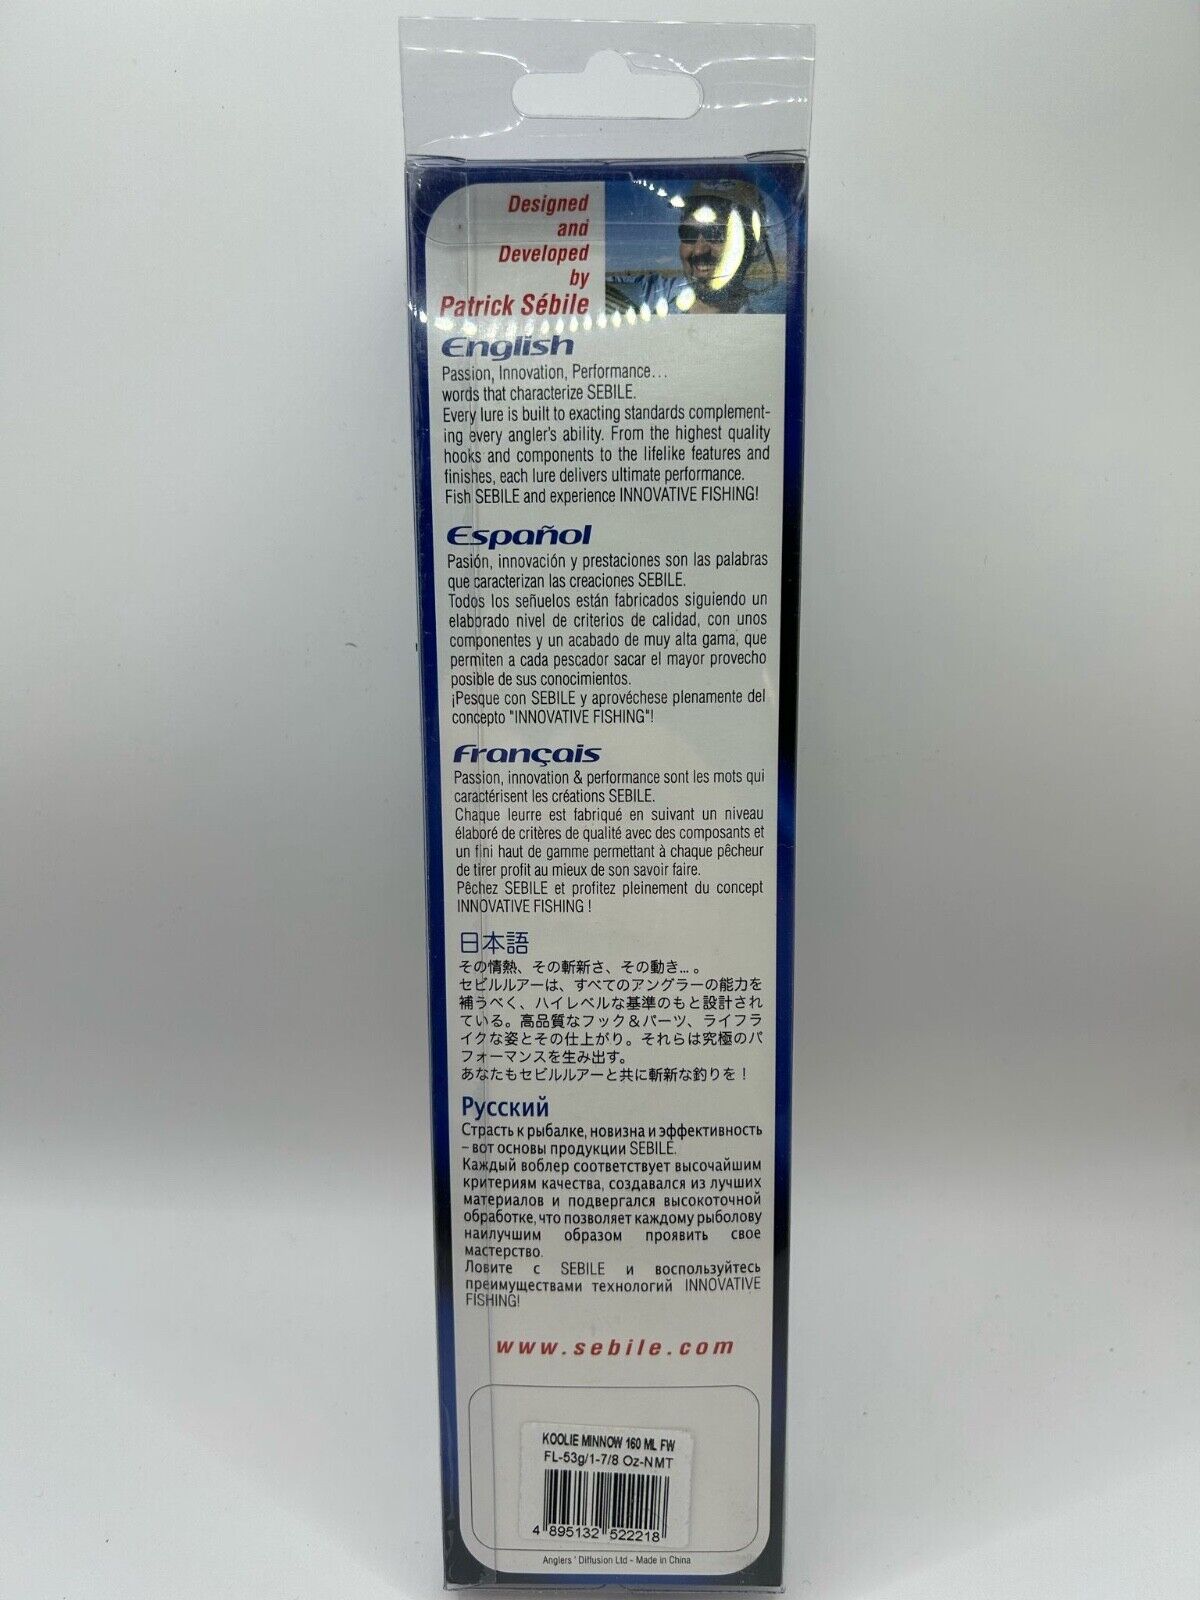 Designed
and
Developed
by
Patrick Sébile
English
Passion, Innovation, Performance...
words that characterize SEBILE.
Every lure is built to exacting standards complement-
ing every angler's ability. From the highest quality
hooks and components to the lifelike features and
finishes, each lure delivers ultimate performance.
Fish SEBILE and experience INNOVATIVE FISHING!
Español
Pasión, innovación y prestaciones son las palabras
que caracterizan las creaciones SEBILE.
Todos los señuelos están fabricados siguiendo un
elaborado nivel de criterios de calidad, con unos
componentes y un acabado de muy alta gama, que
permiten a cada pescador sacar el mayor provecho
posible de sus conocimientos.
¡Pesque con SEBILE y aprovéchese plenamente del
concepto "INNOVATIVE FISHING"!
Français
Passion, innovation & performance sont les mots qui
caractérisent les créations SEBILE.
Chaque leurre est fabriqué en suivant un niveau
élaboré de critères de qualité avec des composants et
un fini haut de gamme permettant à chaque pêcheur
de tirer profit au mieux de son savoir faire.
Pêchez SEBILE et profitez pleinement du concept
INNOVATIVE FISHING !
日本語
その情熱、その斬新さ、その動き... 。
セビルルアーは、すべてのアングラーの能力を
補うべく、ハイレベルな基準のもと設計され
ている。高品質なフック＆パーツ、ライフラ
イクな姿とその仕上がり。それらは究極のパ
フォーマンスを生み出す。
あなたもセビルルアーと共に斬新な釣りを！
Русский
Страсть к рыбалке, новизна и эффективность
– вот основы продукции SEBILE.
Каждый воблер соответствует высочайшим
критериям качества, создавался из лучших
материалов и подвергался высокоточной
обработке, что позволяет каждому рыболову
наилучшим образом проявить свое
мастерство.
Ловите с SEBILE и воспользуйтесь
преимуществами технологий INNOVATIVE
FISHING!
www.sebile.com
KOOLIE MINNOW 160 ML FW
FL-53g/1-7/8 Oz-NMT
4 895132 522218
Anglers ' Diffusion Ltd - Made in China